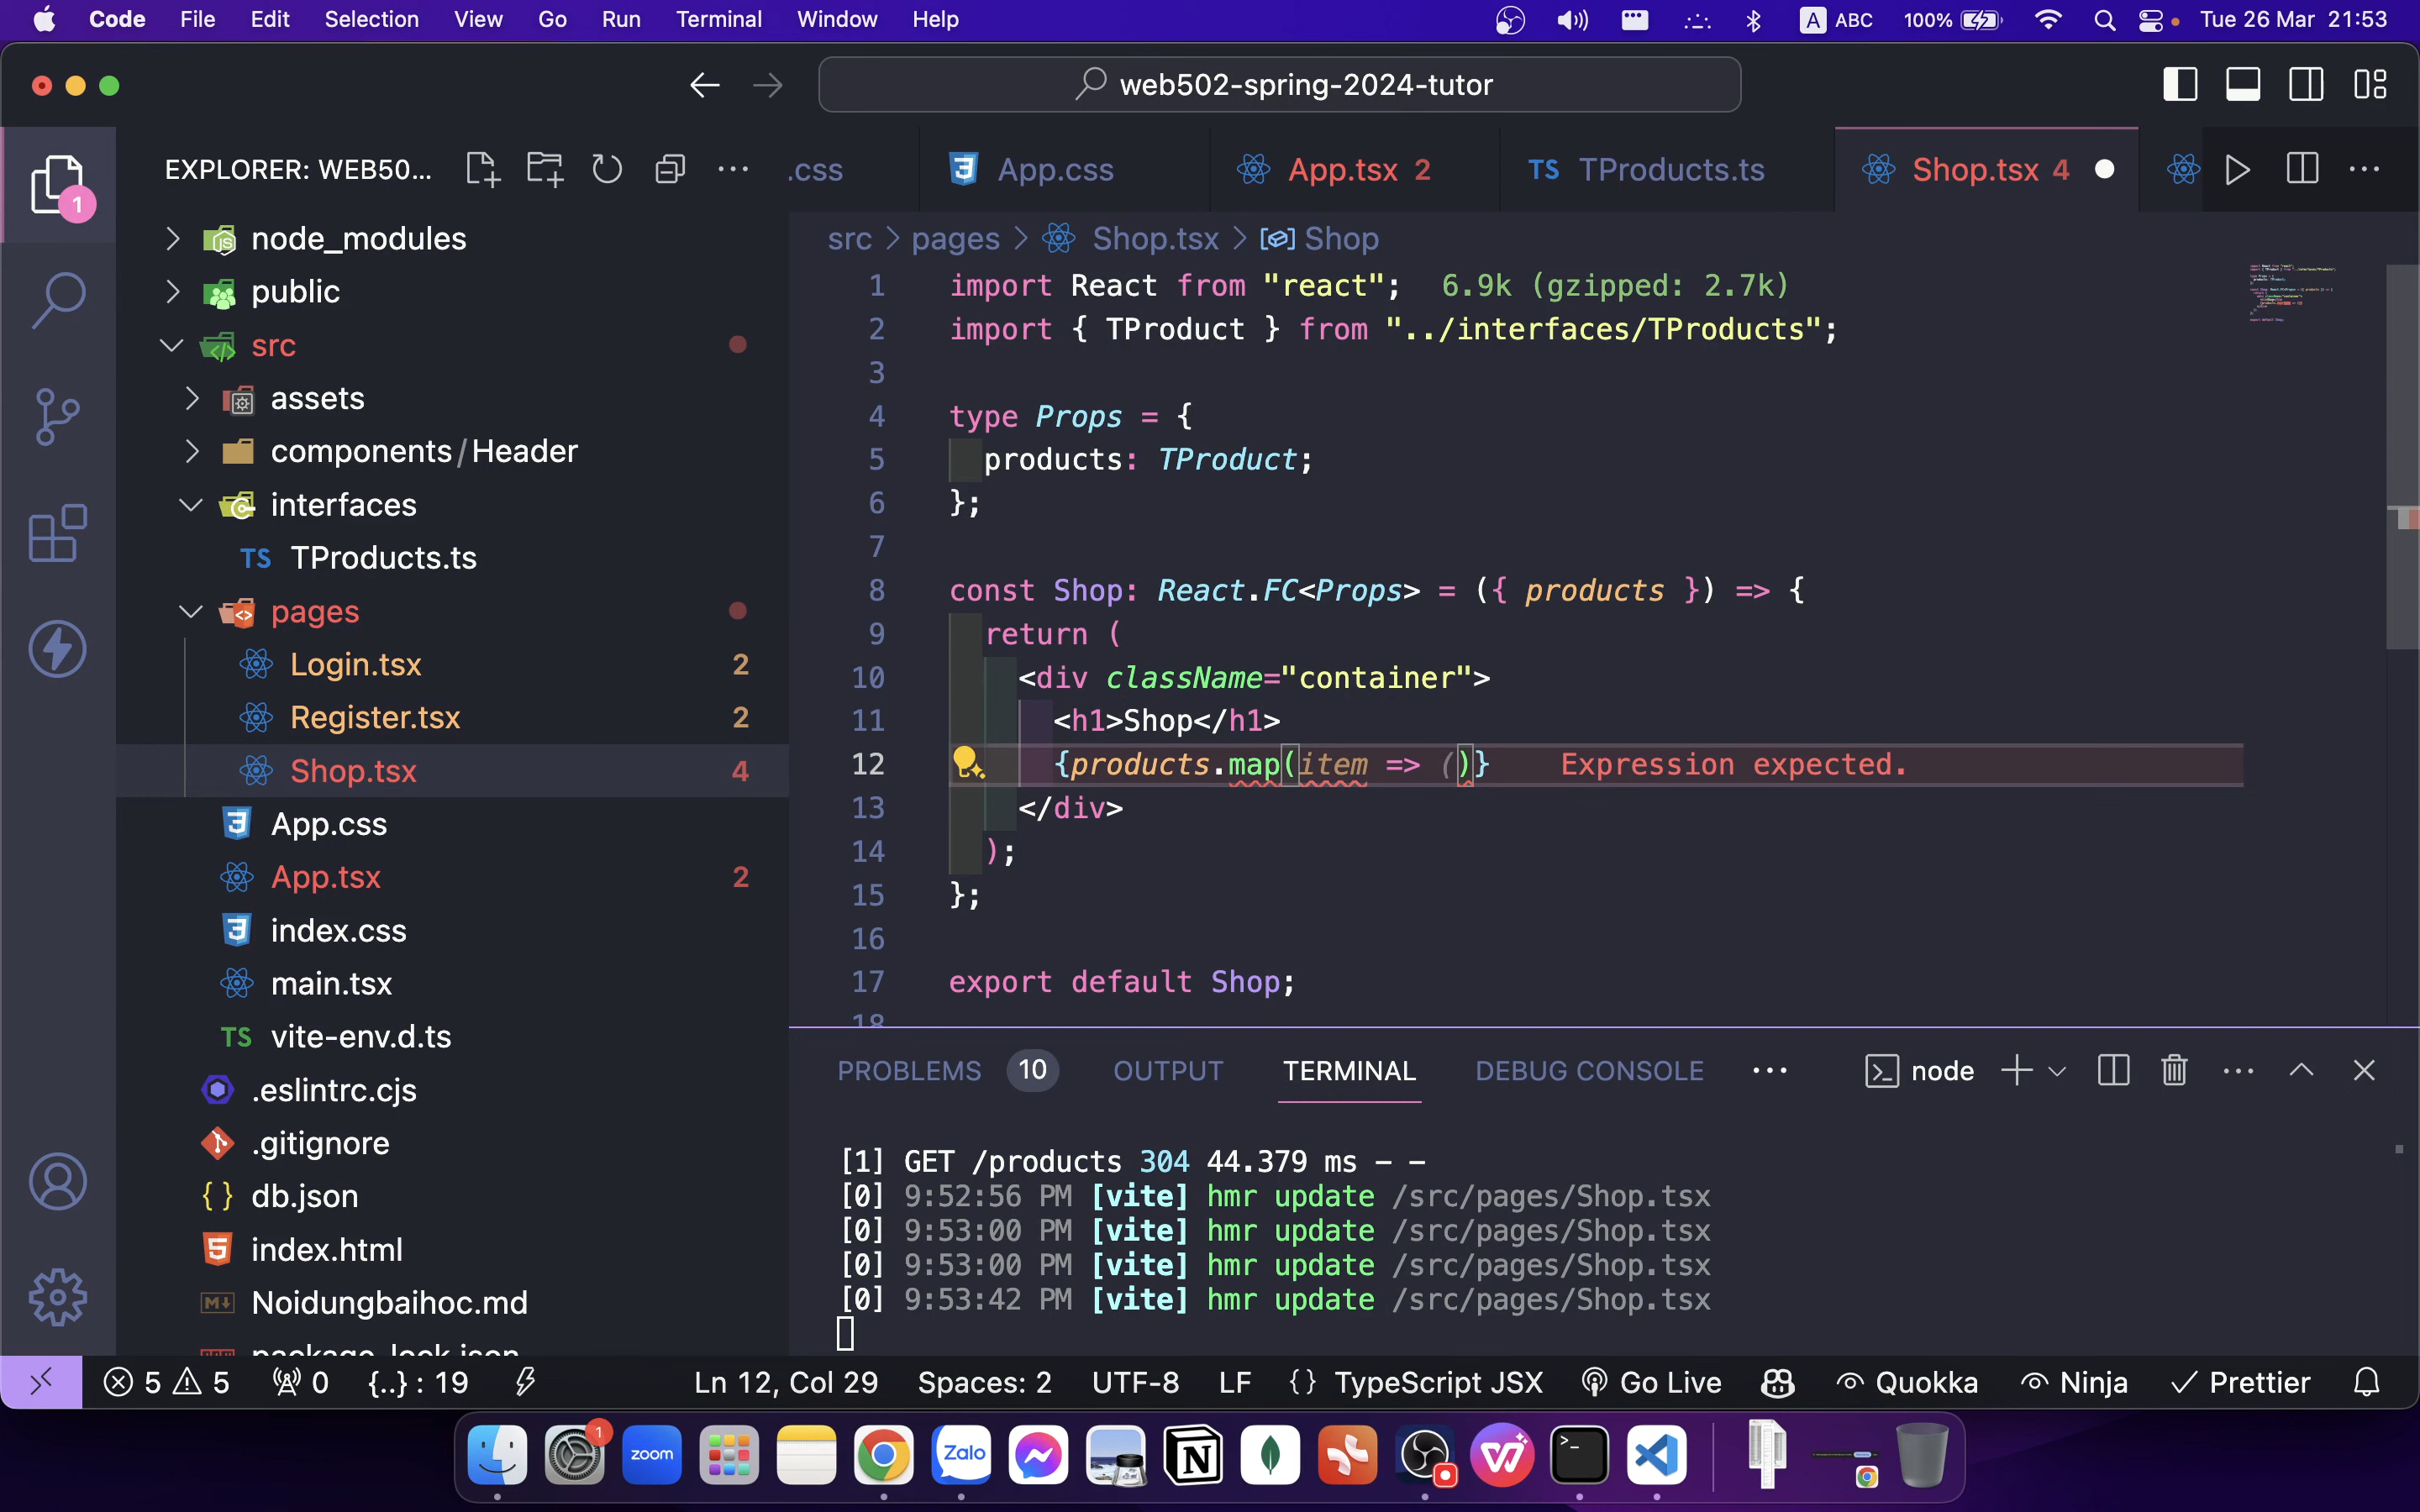 Code File Edit Selection View Go Run Terminal Window Help A ABC 100% Tue 26 Mar 21:53
web502-spring-2024-tutor
EXPLORER: WEB50... .css App.css App.tsx 2 TS TProducts.ts Shop.tsx 4
1
node_modules
public
src
assets
components/Header
interfaces
TS TProducts.ts
pages
Login.tsx 2
Register.tsx 2
Shop.tsx 4
App.css
App.tsx 2
index.css
main.tsx
TS vite-env.d.ts
.eslintrc.cjs
.gitignore
{ } db.json
index.html
Noidungbaihoc.md
package-lock.json
src > pages > Shop.tsx > Shop
1 import React from "react"; 6.9k (gzipped: 2.7k)
2 import { TProduct } from "../interfaces/TProducts";
3
4 type Props = {
5 products: TProduct;
6 };
7
8 const Shop: React.FC<Props> = ({ products }) => {
9 return (
10 <div className="container">
11 <h1>Shop</h1>
12 {products.map(item => ()} Expression expected.
13 </div>
14 );
15 };
16
17 export default Shop;
18
PROBLEMS 10 OUTPUT TERMINAL DEBUG CONSOLE ... node
[1] GET /products 304 44.379 ms - -
[0] 9:52:56 PM [vite] hmr update /src/pages/Shop.tsx
[0] 9:53:00 PM [vite] hmr update /src/pages/Shop.tsx
[0] 9:53:00 PM [vite] hmr update /src/pages/Shop.tsx
[0] 9:53:42 PM [vite] hmr update /src/pages/Shop.tsx
5 5 0 {..} : 19 Ln 12, Col 29 Spaces: 2 UTF-8 LF {} TypeScript JSX Go Live Quokka Ninja Prettier
1 zoom Zalo